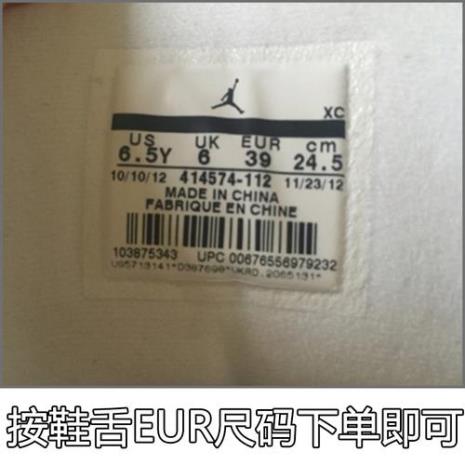 XC
US UK EUR cm
6.5Y 6 39 24.5
10/10/12 414574-112 11/23/12
MADE IN CHINA
FABRIQUE EN CHINE
103875343 UPC 00676556979232
按鞋舌EUR尺码下单即可